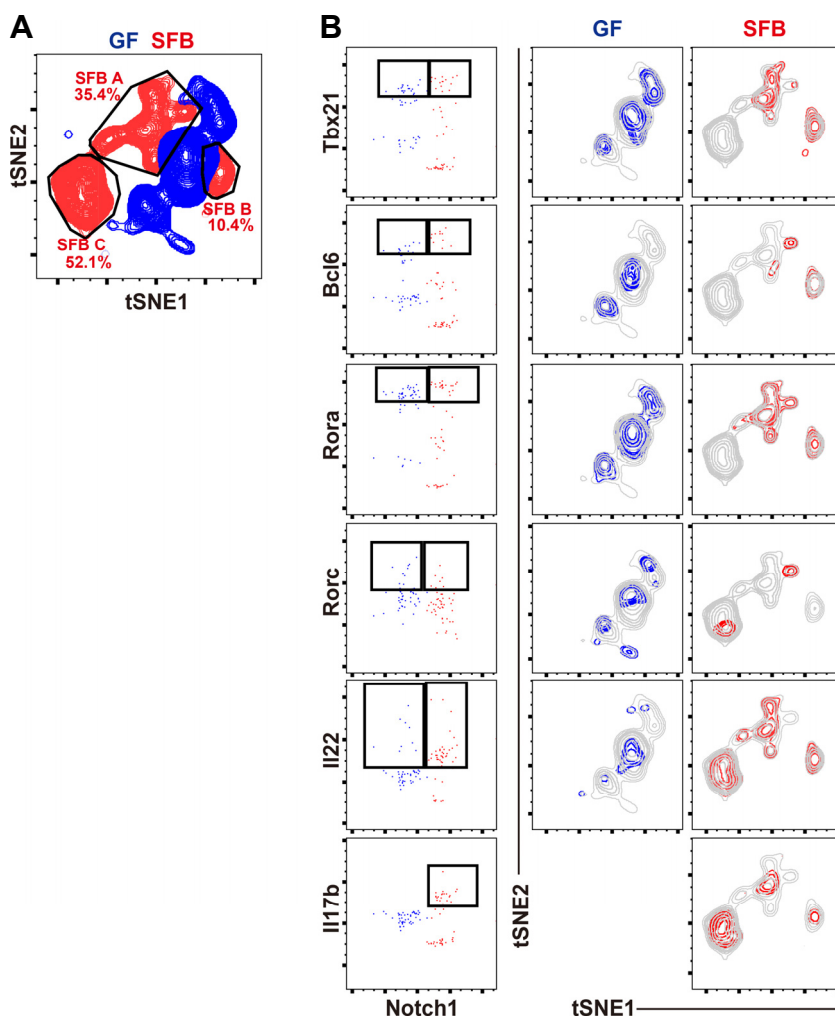 A
B
GF SFB
GF
SFB
SFB A
35.4%
SFB B
10.4%
SFB C
52.1%
tSNE2
tSNE1
Tbx21
Bcl6
Rora
Rorc
Il22
Il17b
Notch1
tSNE2
tSNE1